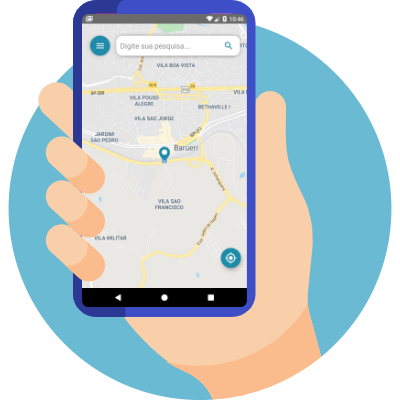 10:46
Digite sua pesquisa...
VILA BOA VISTA
SP-280
VILA POUSO
ALEGRE
BETHAVILLE I
VILA SAO JORGE
JARDIM
SAO PEDRO
Barueri
VILA SAO
FRANCISCO
VILA MILITAR